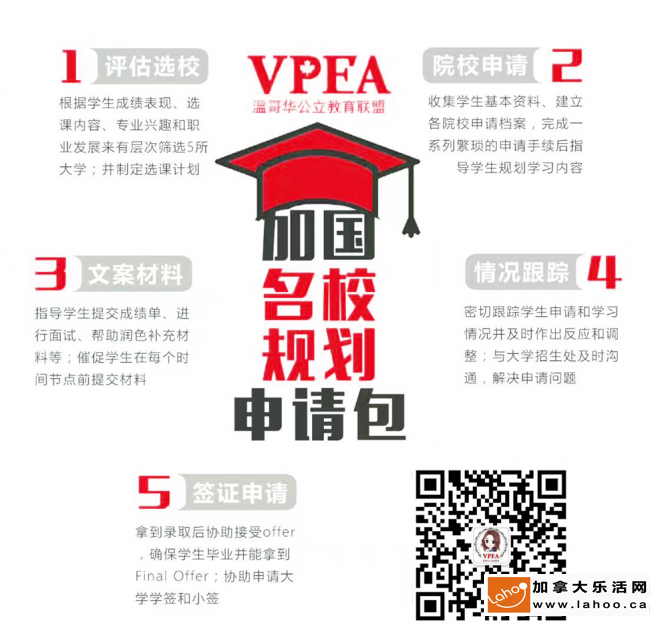 1 评估选校
根据学生成绩表现、选
课内容、专业兴趣和职
业发展来有层次筛选5所
大学；并制定选课计划
VPEA
温哥华公立教育联盟
院校申请 2
收集学生基本资料、建立
各院校申请档案，完成一
系列繁琐的申请手续后指
导学生规划学习内容
加国
名校
规划
申请包
3 文案材料
指导学生提交成绩单、进
行面试、帮助润色补充材
料等；催促学生在每个时
间节点前提交材料
情况跟踪 4
密切跟踪学生申请和学习
情况并及时作出反应和调
整；与大学招生处及时沟
通，解决申请问题
5 签证申请
拿到录取后协助接受offer
，确保学生毕业并能拿到
Final Offer；协助申请大
学学签和小签
VPEA
Lahoo
加拿大乐活网
www.lahoo.ca